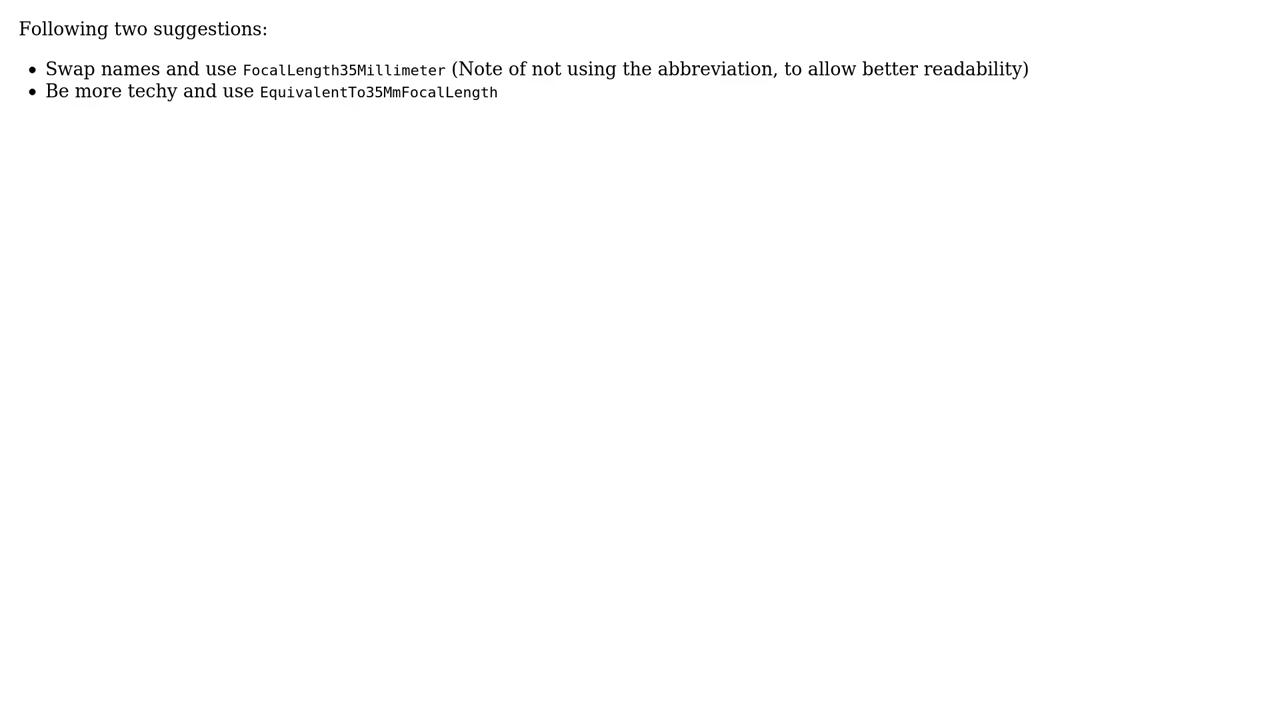 Following two suggestions:
• Swap names and use FocalLength35Millimeter (Note of not using the abbreviation, to allow better readability)
• Be more techy and use EquivalentTo35MmFocalLength